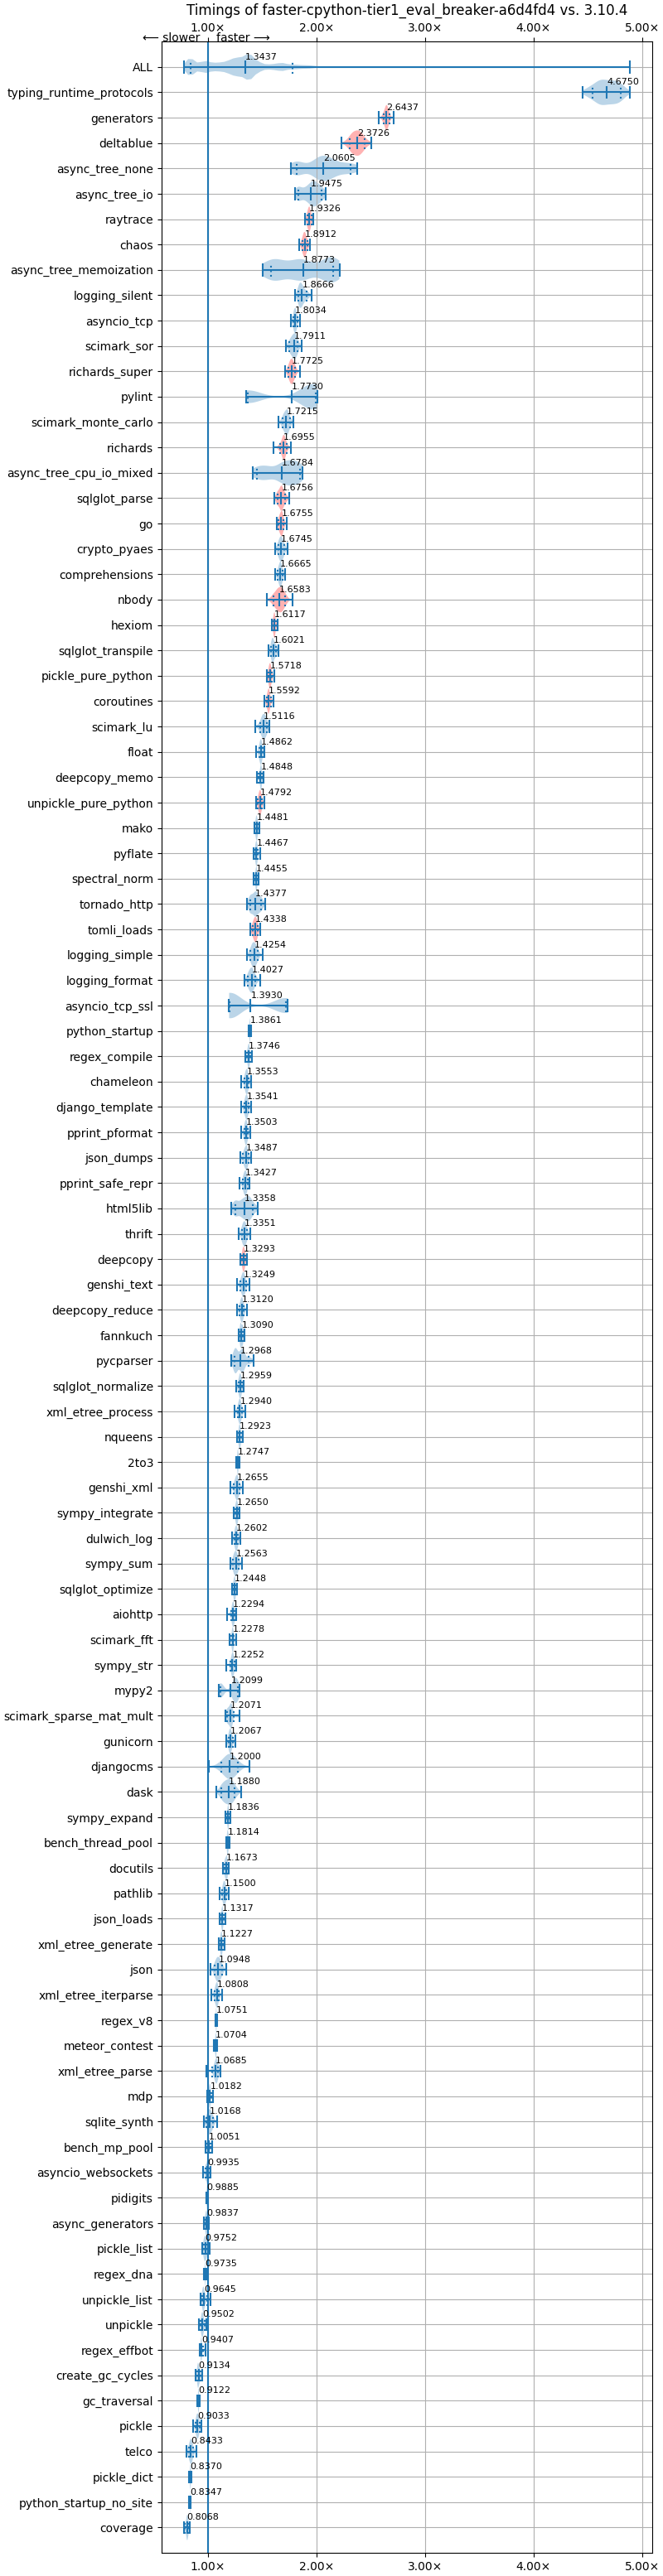 Timings of faster-cpython-tier1_eval_breaker-a6d4fd4 vs. 3.10.4
1.00× 2.00× 3.00× 4.00× 5.00×
⟵ slower faster ⟶
ALL 1.3437
typing_runtime_protocols 4.6750
generators 2.6437
deltablue 2.3726
async_tree_none 2.0605
async_tree_io 1.9475
raytrace 1.9326
chaos 1.8912
async_tree_memoization 1.8773
logging_silent 1.8666
asyncio_tcp 1.8034
scimark_sor 1.7911
richards_super 1.7725
pylint 1.7730
scimark_monte_carlo 1.7215
richards 1.6955
async_tree_cpu_io_mixed 1.6784
sqlglot_parse 1.6756
go 1.6755
crypto_pyaes 1.6745
comprehensions 1.6665
nbody 1.6583
hexiom 1.6117
sqlglot_transpile 1.6021
pickle_pure_python 1.5718
coroutines 1.5592
scimark_lu 1.5116
float 1.4862
deepcopy_memo 1.4848
unpickle_pure_python 1.4792
mako 1.4481
pyflate 1.4467
spectral_norm 1.4455
tornado_http 1.4377
tomli_loads 1.4338
logging_simple 1.4254
logging_format 1.4027
asyncio_tcp_ssl 1.3930
python_startup 1.3861
regex_compile 1.3746
chameleon 1.3553
django_template 1.3541
pprint_pformat 1.3503
json_dumps 1.3487
pprint_safe_repr 1.3427
html5lib 1.3358
thrift 1.3351
deepcopy 1.3293
genshi_text 1.3249
deepcopy_reduce 1.3120
fannkuch 1.3090
pycparser 1.2968
sqlglot_normalize 1.2959
xml_etree_process 1.2940
nqueens 1.2923
2to3 1.2747
genshi_xml 1.2655
sympy_integrate 1.2650
dulwich_log 1.2602
sympy_sum 1.2563
sqlglot_optimize 1.2448
aiohttp 1.2294
scimark_fft 1.2278
sympy_str 1.2252
mypy2 1.2099
scimark_sparse_mat_mult 1.2071
gunicorn 1.2067
djangocms 1.2000
dask 1.1880
sympy_expand 1.1836
bench_thread_pool 1.1814
docutils 1.1673
pathlib 1.1500
json_loads 1.1317
xml_etree_generate 1.1227
json 1.0948
xml_etree_iterparse 1.0808
regex_v8 1.0751
meteor_contest 1.0704
xml_etree_parse 1.0685
mdp 1.0182
sqlite_synth 1.0168
bench_mp_pool 1.0051
asyncio_websockets 0.9935
pidigits 0.9885
async_generators 0.9837
pickle_list 0.9752
regex_dna 0.9735
unpickle_list 0.9645
unpickle 0.9502
regex_effbot 0.9407
create_gc_cycles 0.9134
gc_traversal 0.9122
pickle 0.9033
telco 0.8433
pickle_dict 0.8370
python_startup_no_site 0.8347
coverage 0.8068
1.00× 2.00× 3.00× 4.00× 5.00×